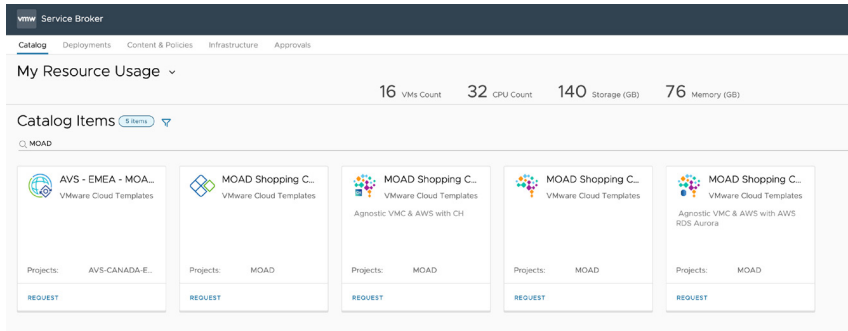 vmw Service Broker
Catalog Deployments Content & Policies Infrastructure Approvals
My Resource Usage
16 VMs Count 32 CPU Count 140 Storage (GB) 76 Memory (GB)
Catalog Items 5 items
MOAD
AVS - EMEA - MOA...
VMware Cloud Templates
Projects: AVS-CANADA-E...
REQUEST
MOAD Shopping C...
VMware Cloud Templates
Projects: MOAD
REQUEST
MOAD Shopping C...
VMware Cloud Templates
Agnostic VMC & AWS with CH
Projects: MOAD
REQUEST
MOAD Shopping C...
VMware Cloud Templates
Projects: MOAD
REQUEST
MOAD Shopping C...
VMware Cloud Templates
Agnostic VMC & AWS with AWS
RDS Aurora
Projects: MOAD
REQUEST